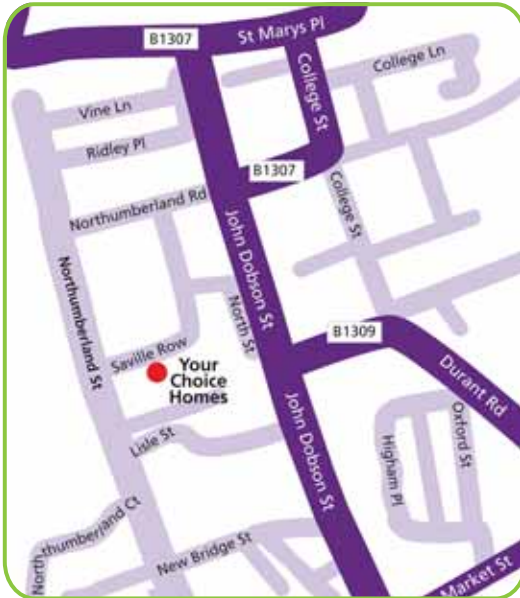 B1307
St Marys Pl
College Ln
Vine Ln
College St
Ridley Pl
B1307
College St
Northumberland Rd
John Dobson St
Northumberland St
North St
B1309
Saville Row
Your
Choice
Homes
Durant Rd
Oxford St
Lisle St
John Dobson St
Higham Pl
Northumberland Ct
New Bridge St
Market St